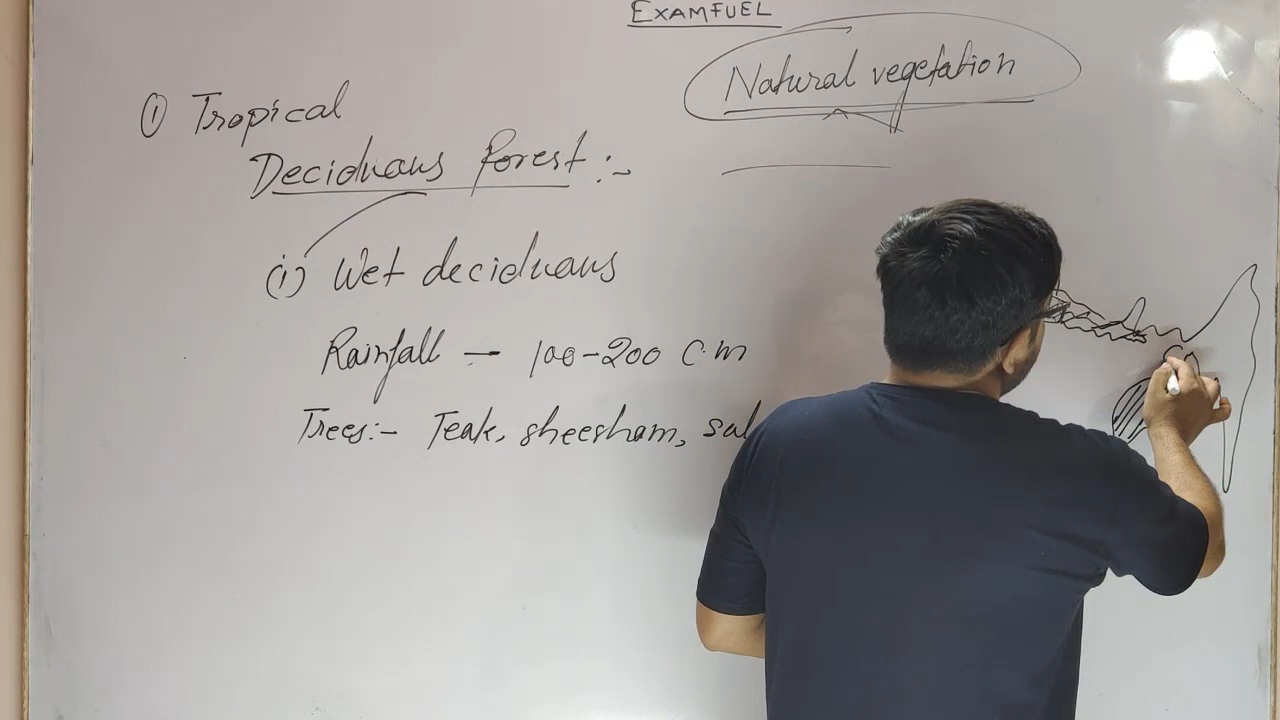 EXAMFUEL
Natural vegetation
① Tropical
Deciduous forest :-
(i) Wet deciduous
Rainfall — 100-200 C.m
Trees:- Teak, sheesham, sal